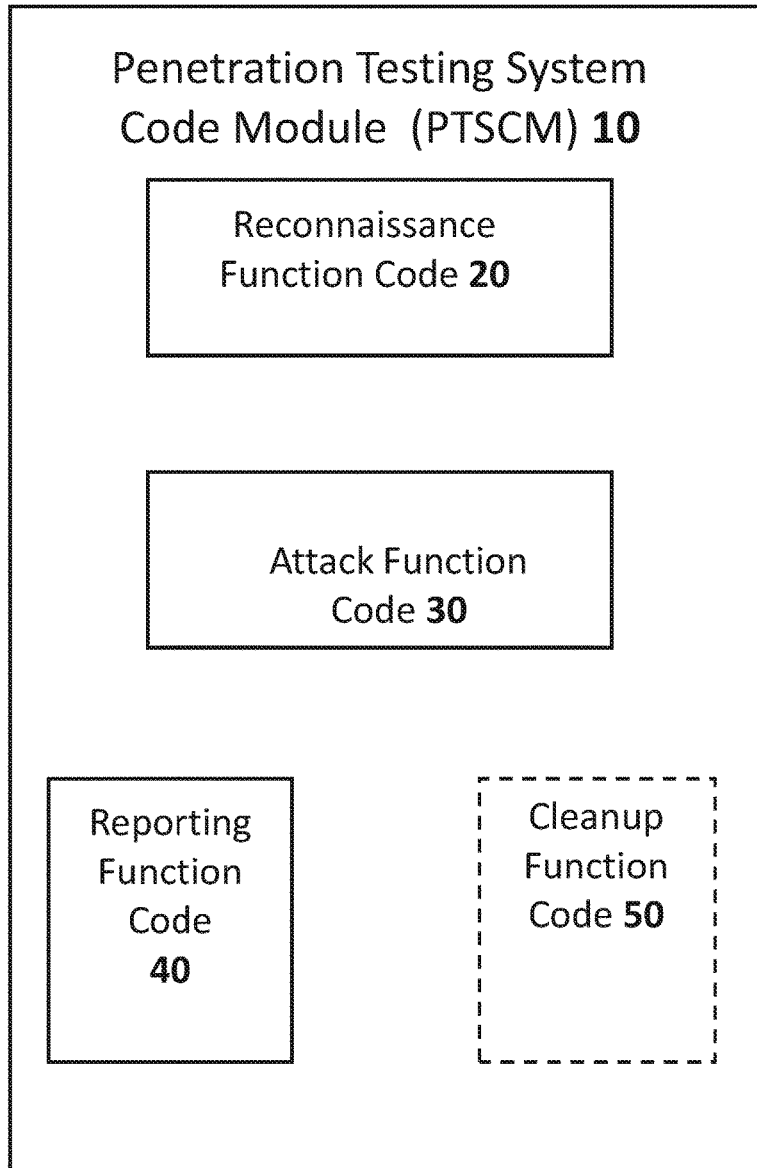 Penetration Testing System
Code Module (PTSCM) 10
Reconnaissance
Function Code 20
Attack Function
Code 30
Reporting
Function
Code
40
Cleanup
Function
Code 50